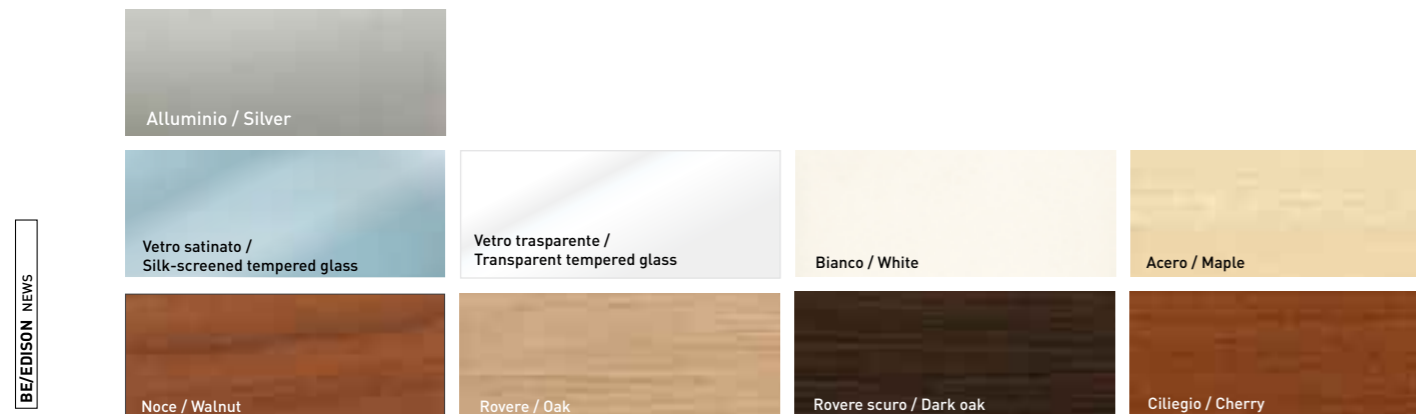 Alluminio / Silver
Vetro satinato /
Silk-screened tempered glass
Vetro trasparente /
Transparent tempered glass
Bianco / White
Acero / Maple
BE/EDISON NEWS
Noce / Walnut
Rovere / Oak
Rovere scuro / Dark oak
Ciliegio / Cherry